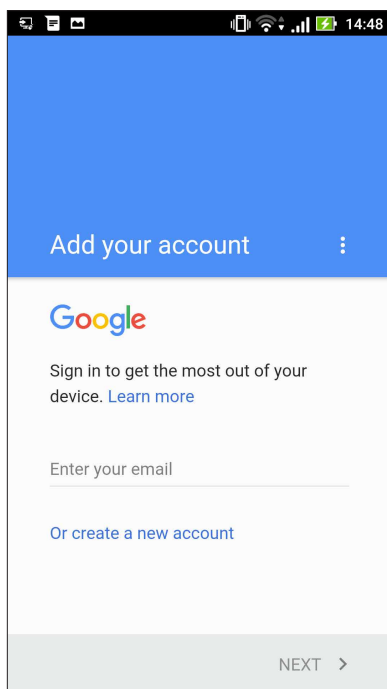 14:48
Add your account
Google
Sign in to get the most out of your
device. Learn more
Enter your email
Or create a new account
NEXT